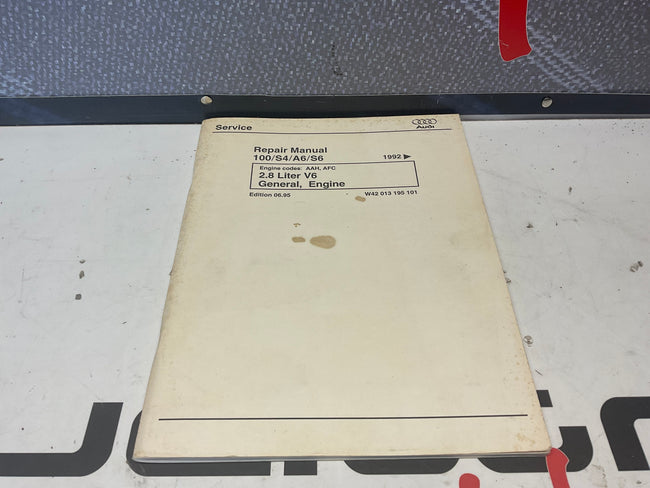 Service
Audi
Repair Manual
100/S4/A6/S6 1992 ▶
Engine codes: AAH, AFC
2.8 Liter V6
General, Engine
Edition 06.95 W42 013 195 101